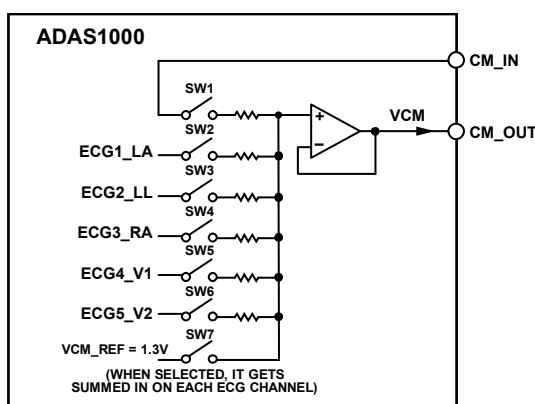 ADAS1000
CM_IN
SW1
+
VCM
CM_OUT
SW2
–
ECG1_LA
SW3
ECG2_LL
SW4
ECG3_RA
SW5
ECG4_V1
SW6
ECG5_V2
SW7
VCM_REF = 1.3V
(WHEN SELECTED, IT GETS
SUMMED IN ON EACH ECG CHANNEL)